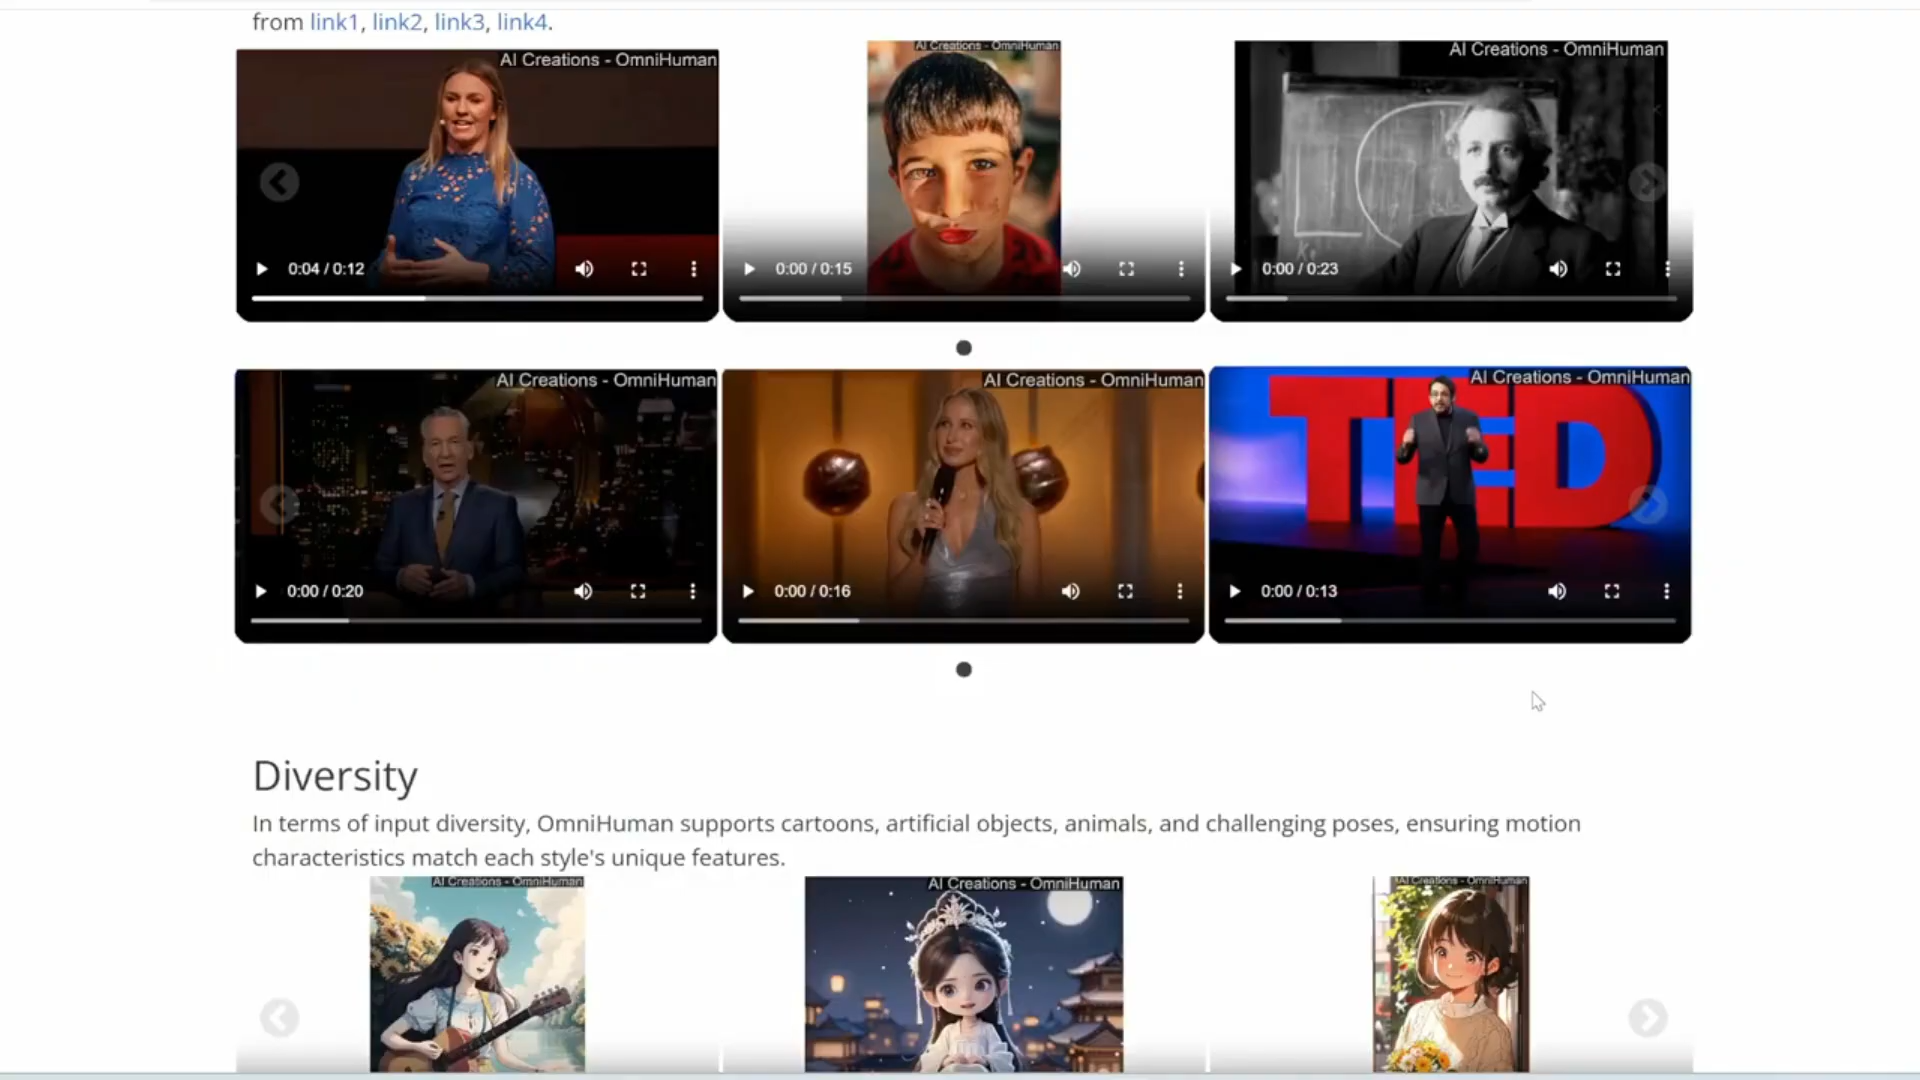 from link1, link2, link3, link4.
AI Creations - OmniHuman
AI Creations - OmniHuman
AI Creations - OmniHuman
0:04 / 0:12
0:00 / 0:15
0:00 / 0:23
AI Creations - OmniHuman
AI Creations - OmniHuman
AI Creations - OmniHuman
TED
0:00 / 0:20
0:00 / 0:16
0:00 / 0:13
Diversity
In terms of input diversity, OmniHuman supports cartoons, artificial objects, animals, and challenging poses, ensuring motion
characteristics match each style's unique features.
AI Creations - OmniHuman
AI Creations - OmniHuman
AI Creations - OmniHuman